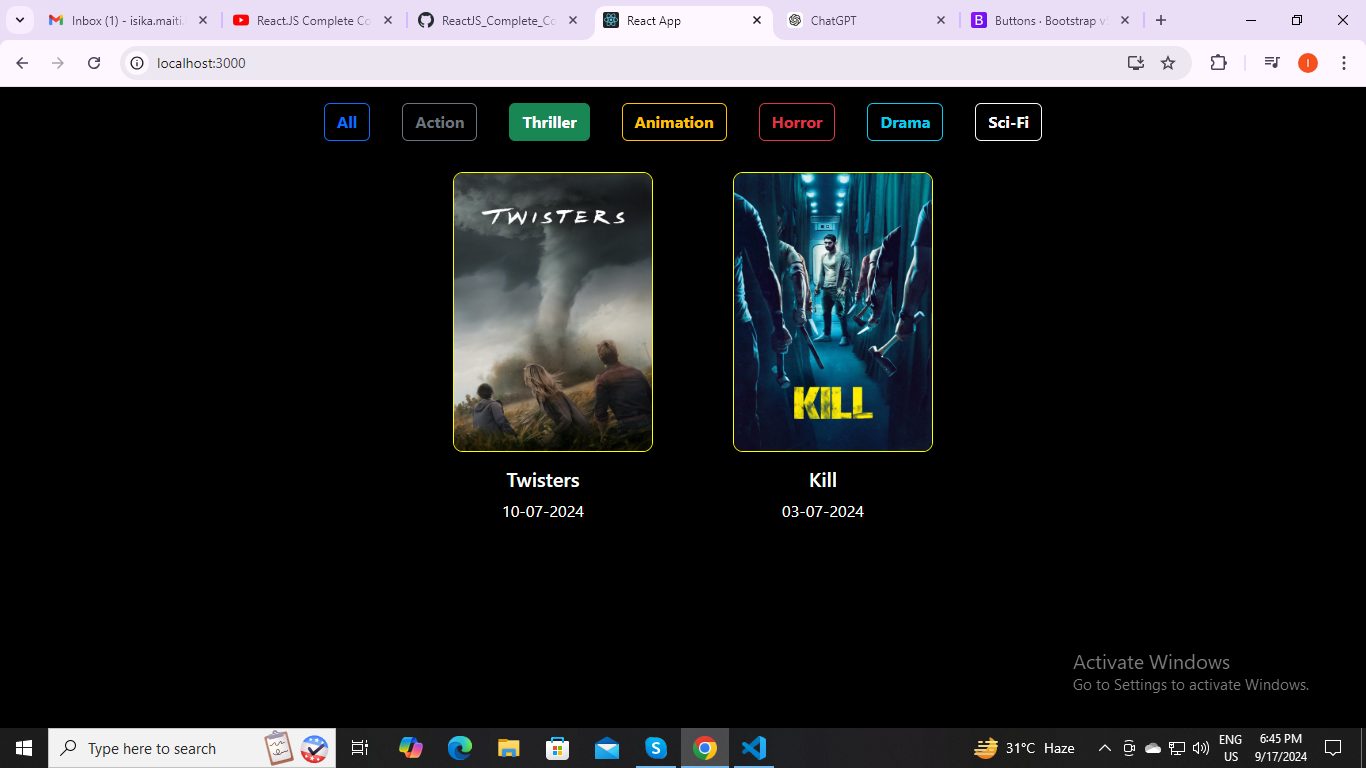 Inbox (1) - isika.maiti.
ReactJS Complete Co
ReactJS_Complete_Co
React App
ChatGPT
B Buttons · Bootstrap v
localhost:3000
I
All Action Thriller Animation Horror Drama Sci-Fi
TWISTERS
KILL
Twisters Kill
10-07-2024 03-07-2024
Activate Windows
Go to Settings to activate Windows.
Type here to search
31°C Haze
ENG
US
6:45 PM
9/17/2024